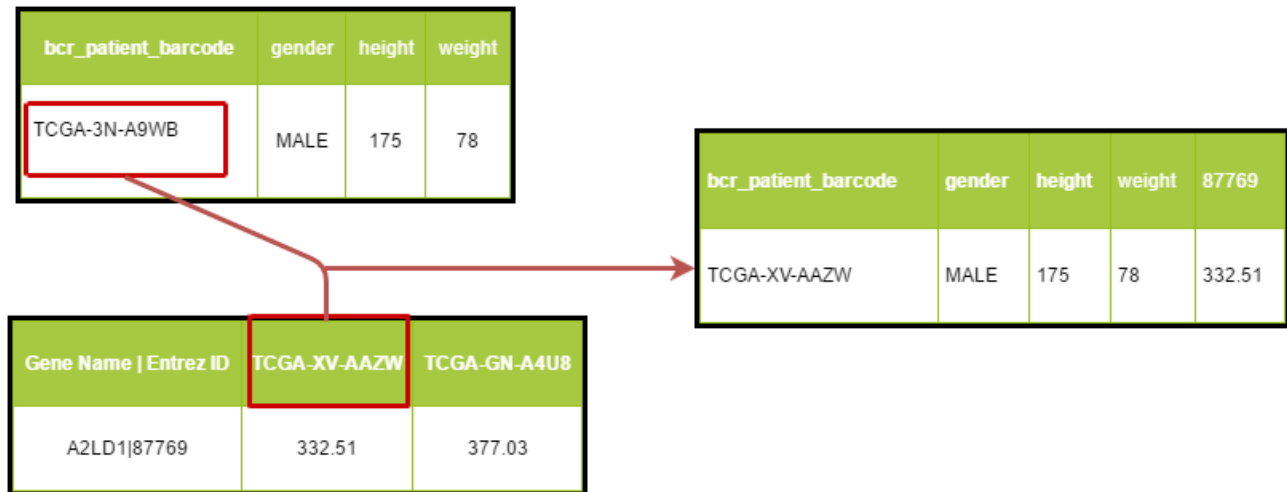 bcr_patient_barcode gender height weight
TCGA-3N-A9WB MALE 175 78
bcr_patient_barcode gender height weight 87769
TCGA-XV-AAZW MALE 175 78 332.51
Gene Name | Entrez ID TCGA-XV-AAZW TCGA-GN-A4U8
A2LD1|87769 332.51 377.03